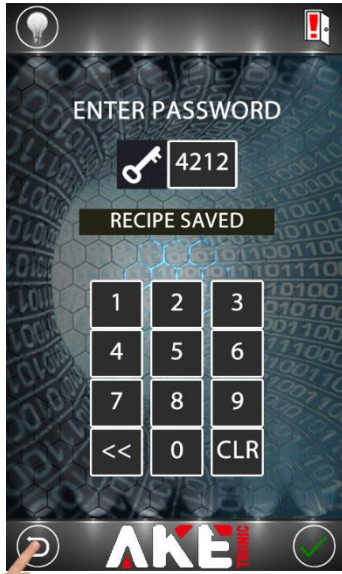 ENTER PASSWORD
4212
RECIPE SAVED
1 2 3
4 5 6
7 8 9
<< 0 CLR
AKE TRONIC